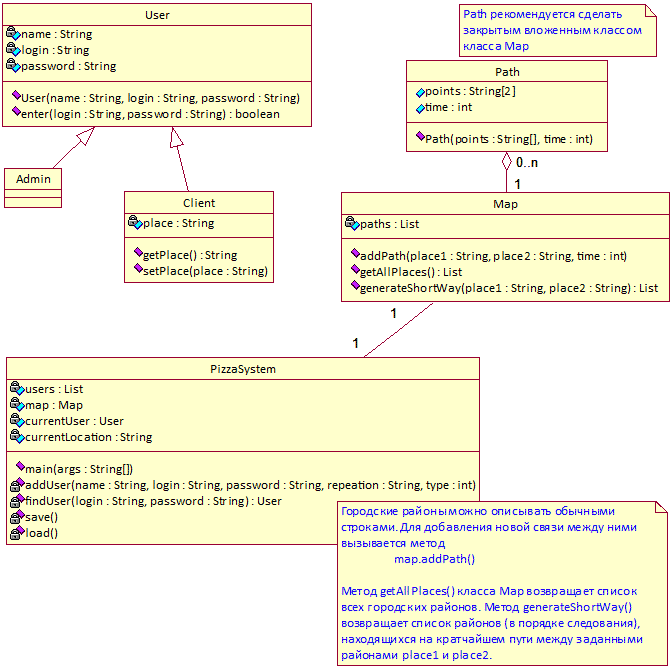 User
name : String
login : String
password : String
User(name : String, login : String, password : String)
enter(login : String, password : String) : boolean
Path рекомендуется сделать
закрытым вложенным классом
класса Map
Path
points : String[2]
time : int
Path(points : String[], time : int)
0..n
1
Admin
Client
place : String
getPlace() : String
setPlace(place : String)
Map
paths : List
addPath(place1 : String, place2 : String, time : int)
getAllPlaces() : List
generateShortWay(place1 : String, place2 : String) : List
1
1
PizzaSystem
users : List
map : Map
currentUser : User
currentLocation : String
main(args : String[])
addUser(name : String, login : String, password : String, repeation : String, type : int)
findUser(login : String, password : String) : User
save()
load()
Городские районы можно описывать обычными
строками. Для добавления новой связи между ними
вызывается метод
map.addPath()
Метод getAllPlaces() класса Map возвращает список
всех городских районов. Метод generateShortWay()
возвращает список районов (в порядке следования),
находящихся на кратчайшем пути между заданными
районами place1 и place2.